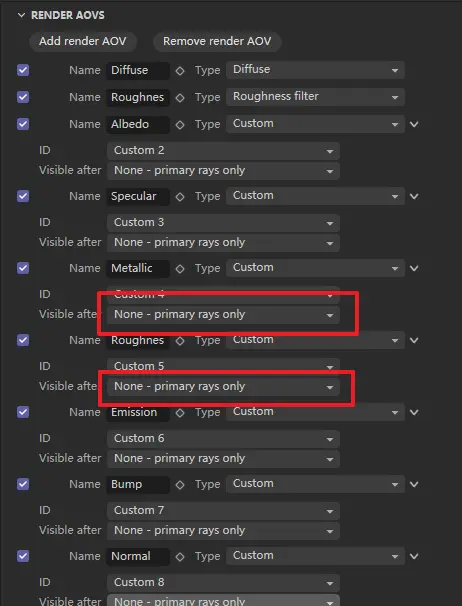 RENDER AOVS
Add render AOV Remove render AOV
Name Diffuse Type Diffuse
Name Roughnes Type Roughness filter
Name Albedo Type Custom
ID Custom 2
Visible after None - primary rays only
Name Specular Type Custom
ID Custom 3
Visible after None - primary rays only
Name Metallic Type Custom
ID Custom 4
Visible after None - primary rays only
Name Roughnes Type Custom
ID Custom 5
Visible after None - primary rays only
Name Emission Type Custom
ID Custom 6
Visible after None - primary rays only
Name Bump Type Custom
ID Custom 7
Visible after None - primary rays only
Name Normal Type Custom
ID Custom 8
Visible after None - primary rays only